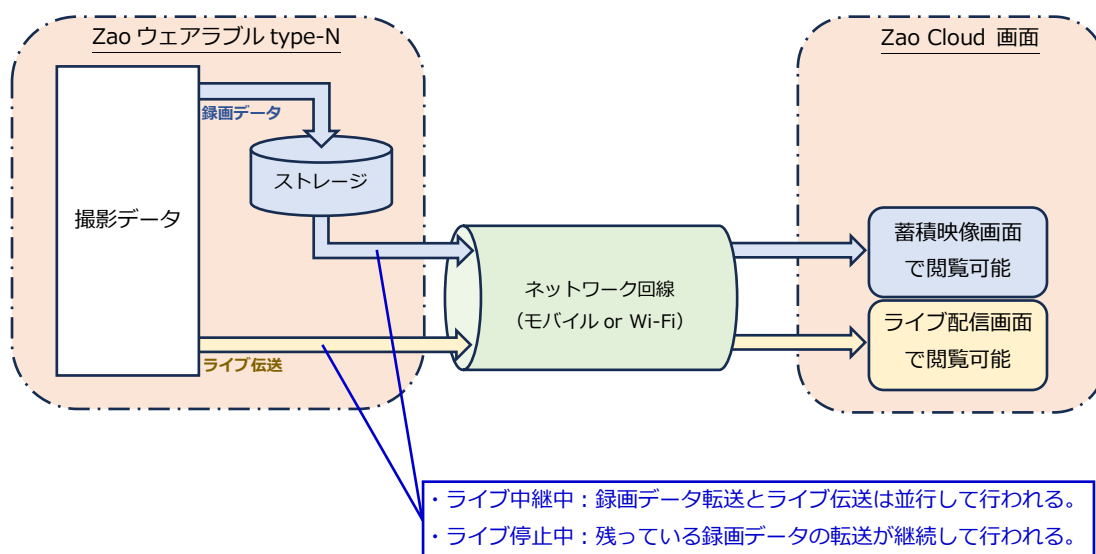 Zao ウェアラブル type-N
Zao Cloud 画面
録画データ
ストレージ
撮影データ
蓄積映像画面
で閲覧可能
ネットワーク回線
（モバイル or Wi-Fi）
ライブ配信画面
で閲覧可能
ライブ伝送
・ライブ中継中：録画データ転送とライブ伝送は並行して行われる。
・ライブ停止中：残っている録画データの転送が継続して行われる。